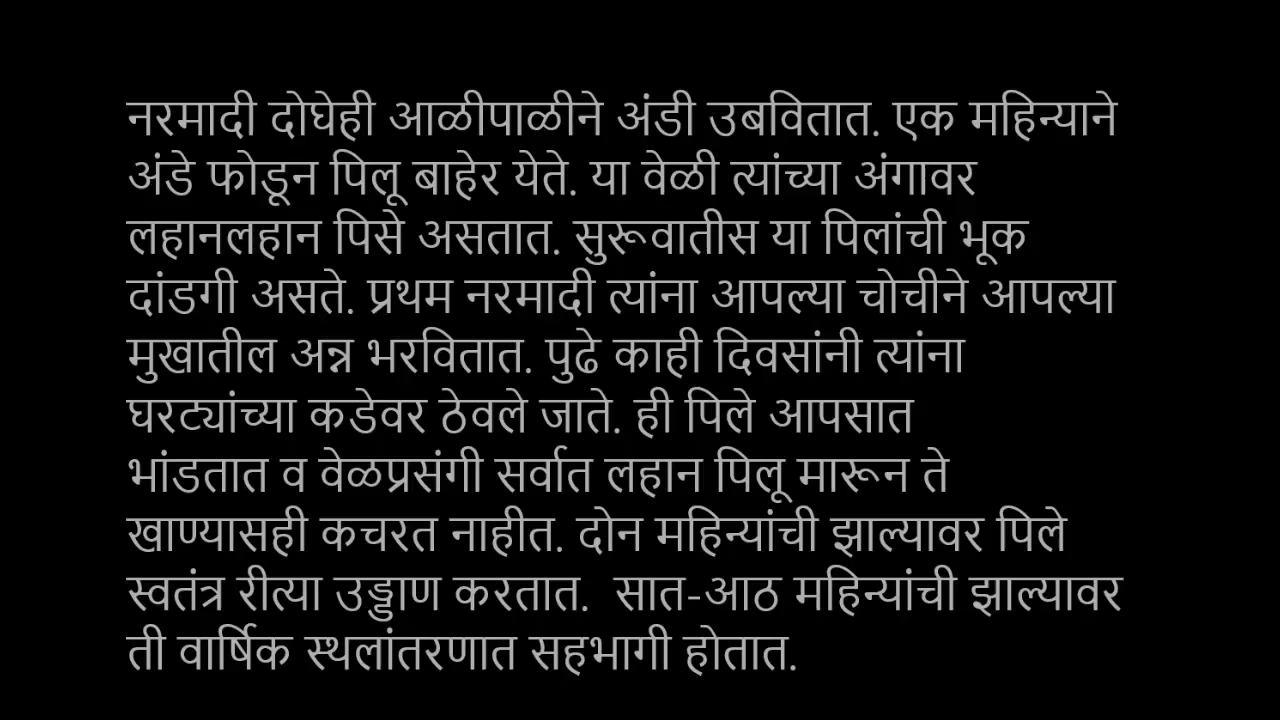 नरमादी दोघेही आळीपाळीने अंडी उबवितात. एक महिन्याने
अंडे फोडून पिलू बाहेर येते. या वेळी त्यांच्या अंगावर
लहानलहान पिसे असतात. सुरूवातीस या पिलांची भूक
दांडगी असते. प्रथम नरमादी त्यांना आपल्या चोचीने आपल्या
मुखातील अन्न भरवितात. पुढे काही दिवसांनी त्यांना
घरट्यांच्या कडेवर ठेवले जाते. ही पिले आपसात
भांडतात व वेळप्रसंगी सर्वात लहान पिलू मारून ते
खाण्यासही कचरत नाहीत. दोन महिन्यांची झाल्यावर पिले
स्वतंत्र रीत्या उड्डाण करतात.  सात-आठ महिन्यांची झाल्यावर
ती वार्षिक स्थलांतरणात सहभागी होतात.